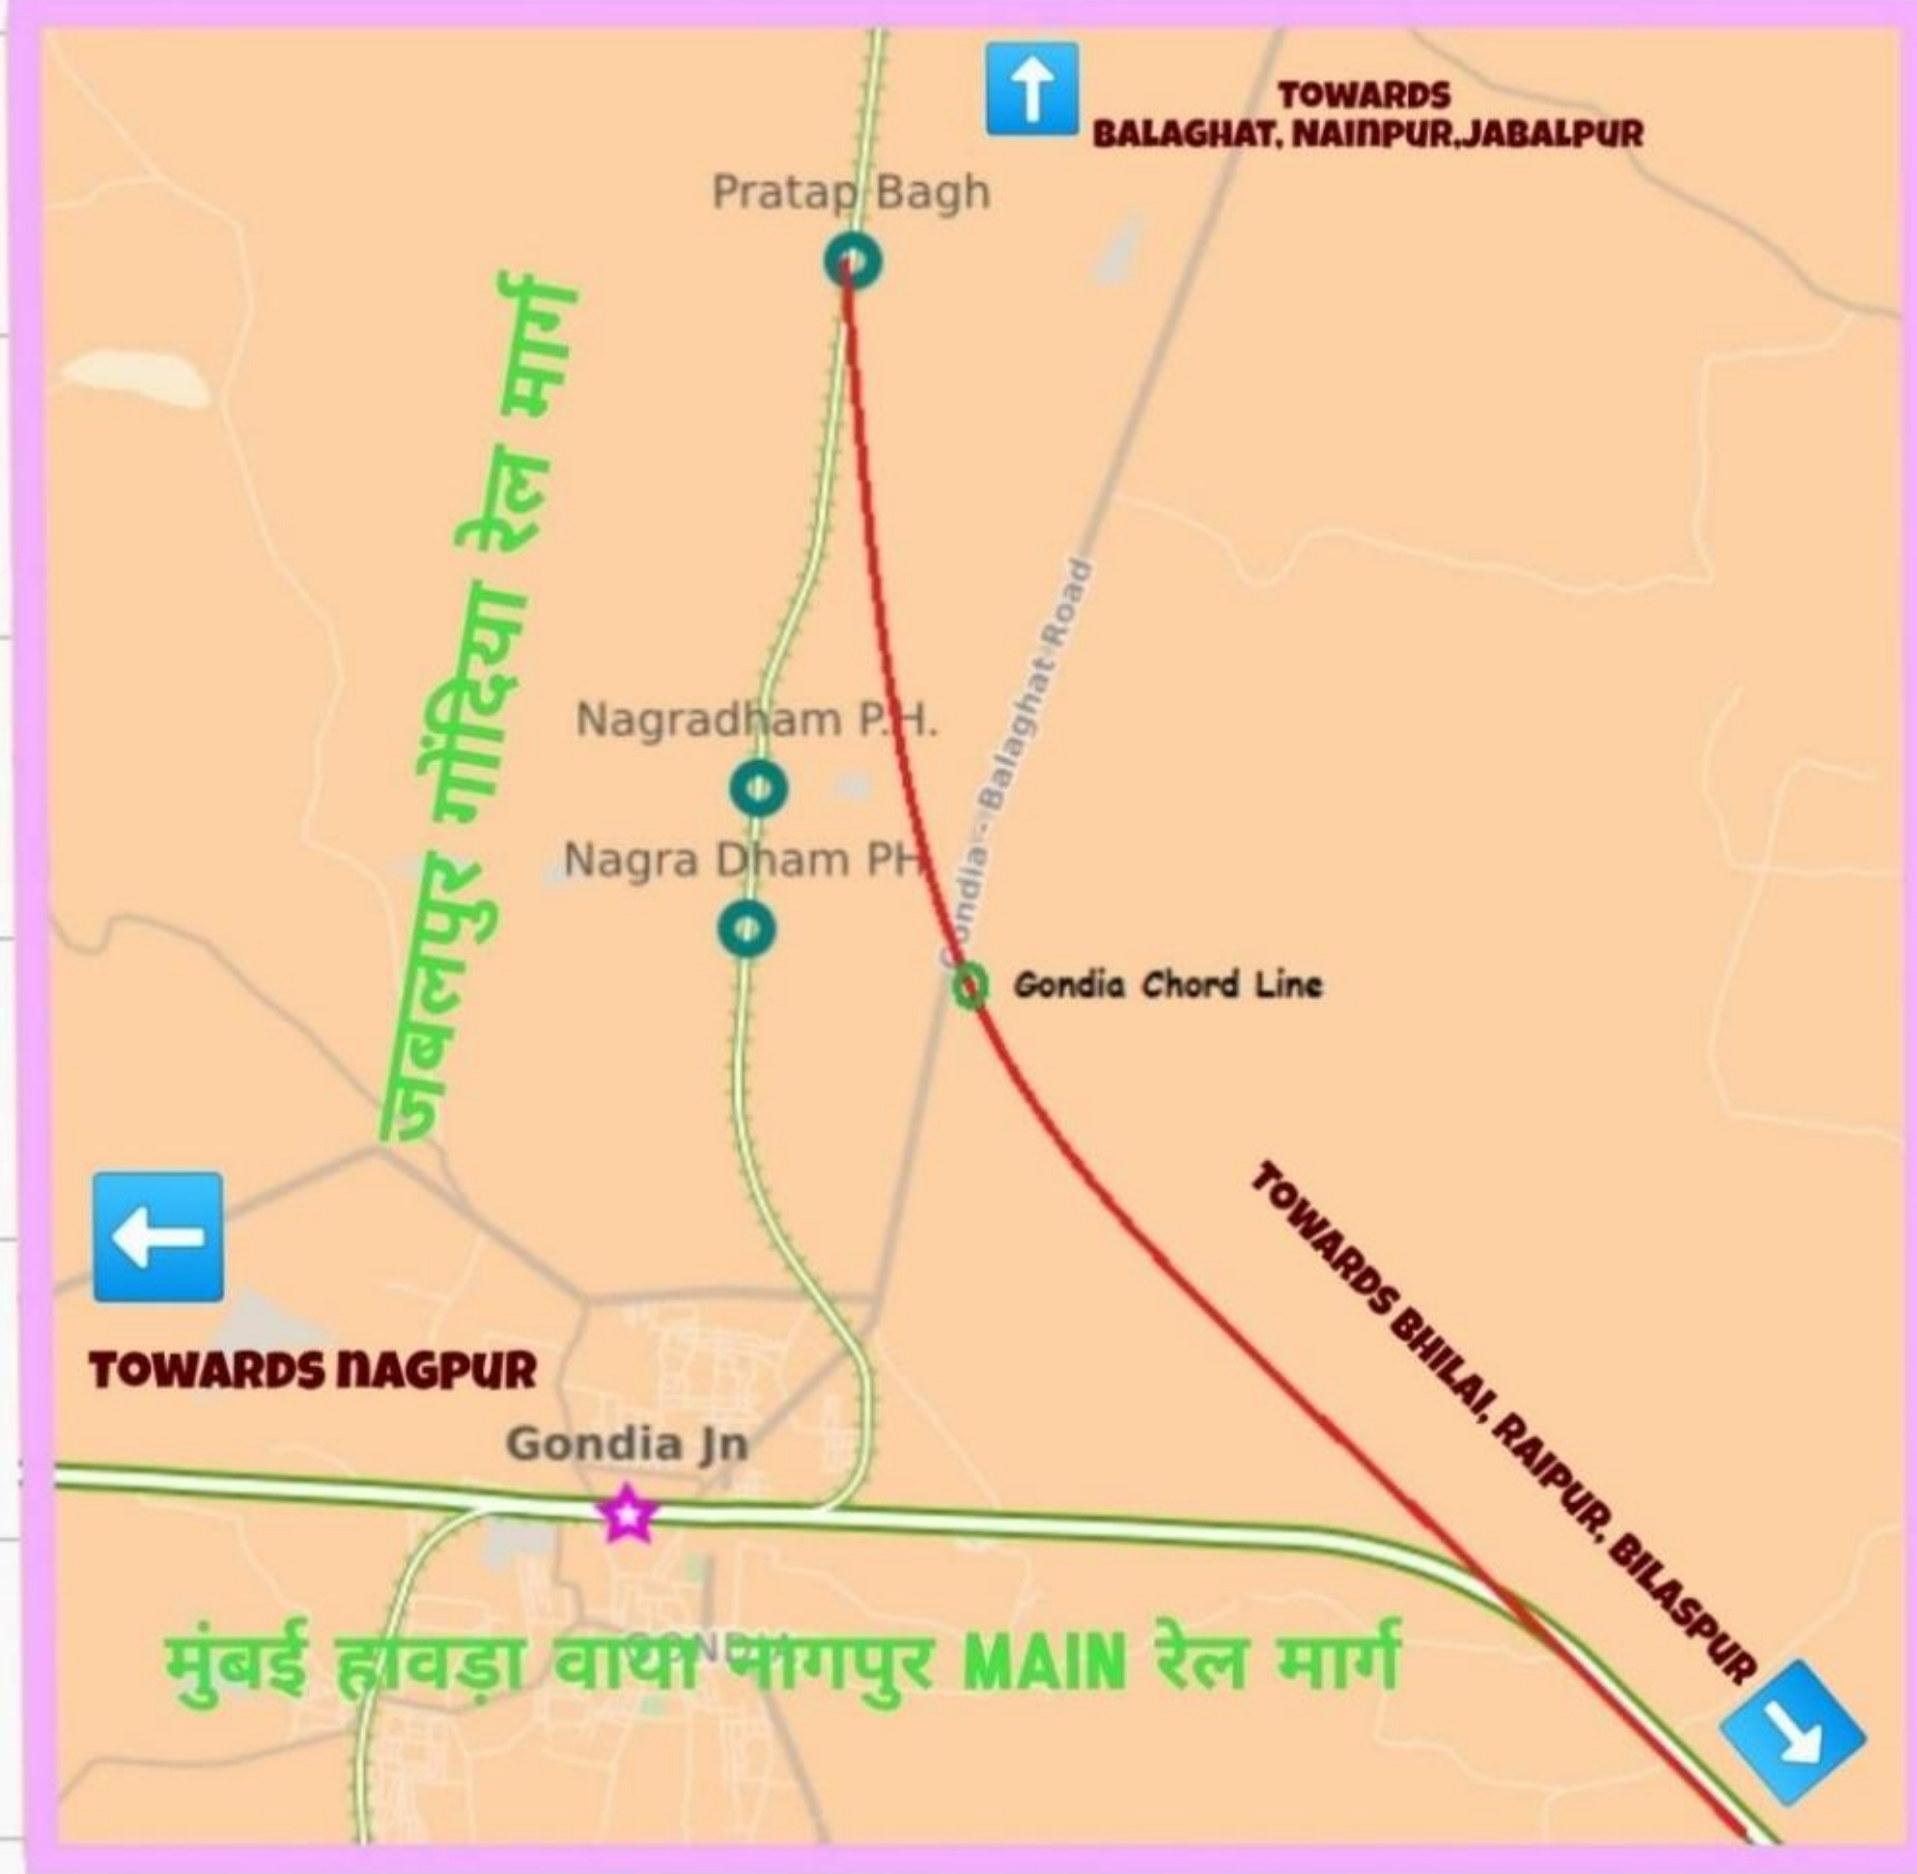 TOWARDS
BALAGHAT, NAINPUR,JABALPUR
Pratap Bagh
जबलपुर गोंदिया रेल मार्ग
Gondia - Balaghat Road
Nagradham P.H.
Nagra Dham PH
Gondia Chord Line
TOWARDS BHILAI, RAIPUR, BILASPUR
TOWARDS NAGPUR
Gondia Jn
GONDIA
मुंबई हावड़ा वाया नागपुर MAIN रेल मार्ग